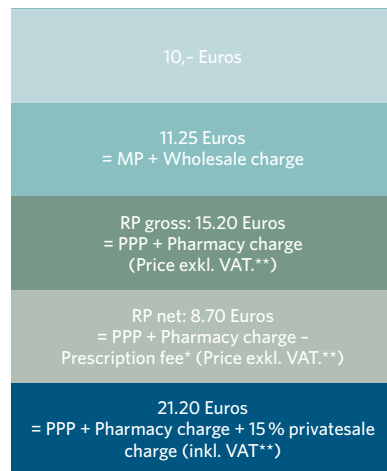 10,– Euros
11.25 Euros
= MP + Wholesale charge
RP gross: 15.20 Euros
= PPP + Pharmacy charge
(Price exkl. VAT.**)
RP net: 8.70 Euros
= PPP + Pharmacy charge –
Prescription fee* (Price exkl. VAT.**)
21.20 Euros
= PPP + Pharmacy charge + 15 % privatesale
charge (inkl. VAT**)